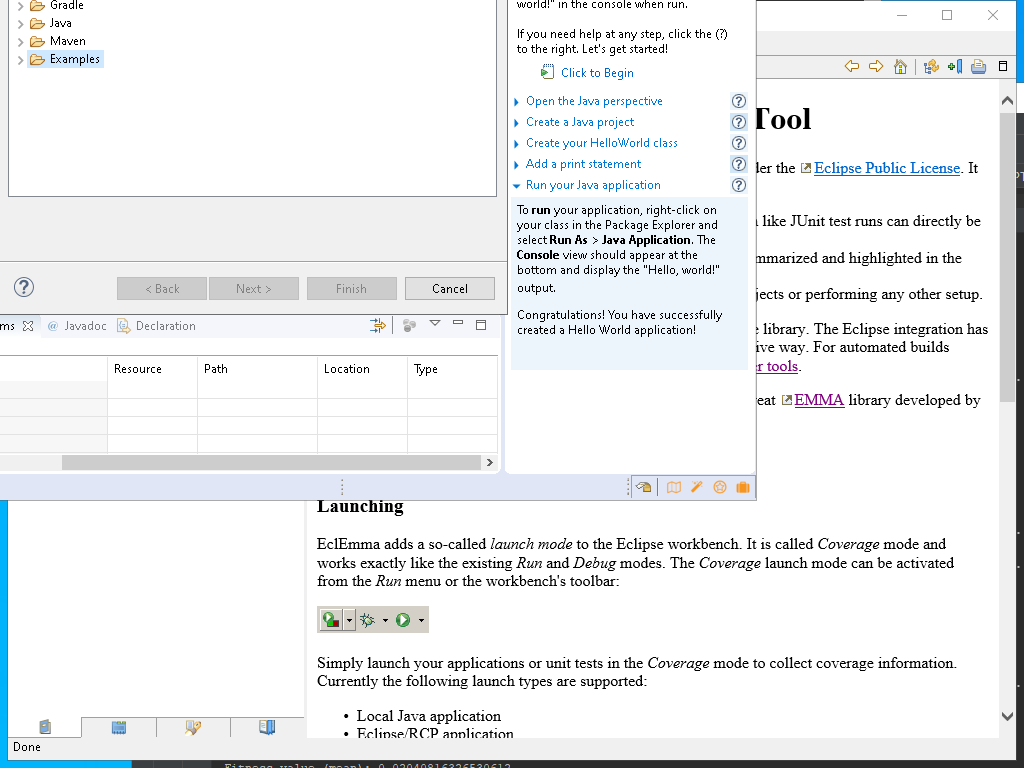 Gradle
Java
Maven
Examples
< Back
Next >
Finish
Cancel
ms
@ Javadoc
Declaration
Resource
Path
Location
Type
world!" in the console when run.
If you need help at any step, click the (?)
to the right. Let's get started!
Click to Begin
Open the Java perspective
Create a Java project
Create your HelloWorld class
Add a print statement
Run your Java application
To run your application, right-click on
your class in the Package Explorer and
select Run As > Java Application. The
Console view should appear at the
bottom and display the "Hello, world!"
output.
Congratulations! You have successfully
created a Hello World application!
Tool
der the Eclipse Public License. It
like JUnit test runs can directly be
mmarized and highlighted in the
jects or performing any other setup.
library. The Eclipse integration has
ive way. For automated builds
r tools.
eat EMMA library developed by
Launching
EclEmma adds a so-called launch mode to the Eclipse workbench. It is called Coverage mode and
works exactly like the existing Run and Debug modes. The Coverage launch mode can be activated
from the Run menu or the workbench's toolbar:
Simply launch your applications or unit tests in the Coverage mode to collect coverage information.
Currently the following launch types are supported:
• Local Java application
• Eclipse/RCP application
Done